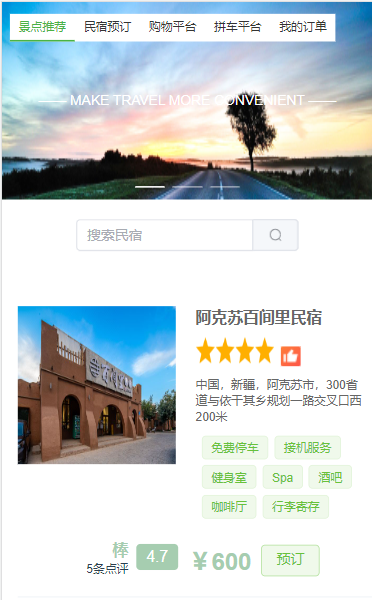 景点推荐 民宿预订 购物平台 拼车平台 我的订单
—— MAKE TRAVEL MORE CONVENIENT ——
搜索民宿
阿克苏百间里民宿
中国，新疆，阿克苏市，300省
道与依干其乡规划一路交叉口西
200米
免费停车 接机服务
健身室 Spa 酒吧
咖啡厅 行李寄存
棒 4.7 ¥600 预订
5条点评